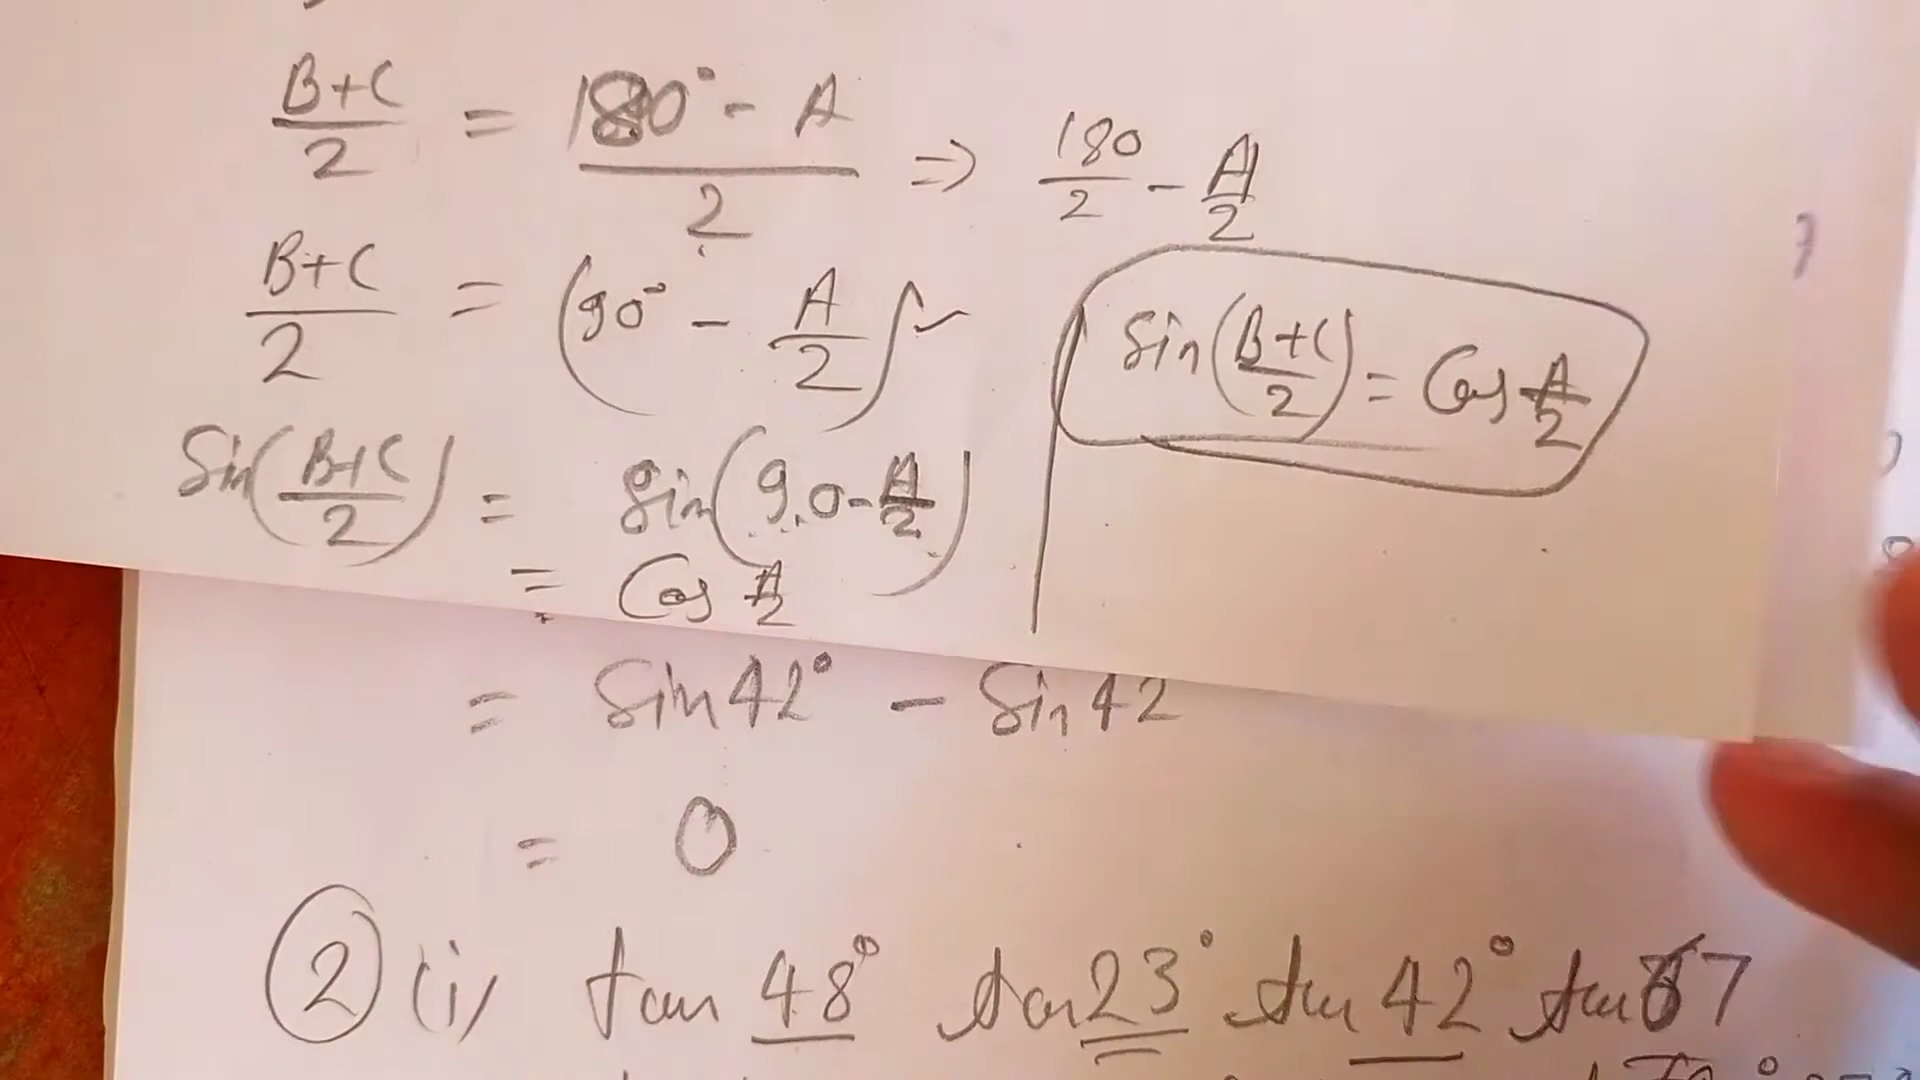 B+C/2 = 180° - A/2 ⇒ 180/2 - A/2
B+C/2 = (90° - A/2) ✓
Sin(B+C/2) = Cos A/2
Sin(B+C/2) = Sin(90-A/2)
= Cos A/2
= Sin 42° - Sin 42
= 0
② (i) tan 48° tan 23° tan 42° tan 67